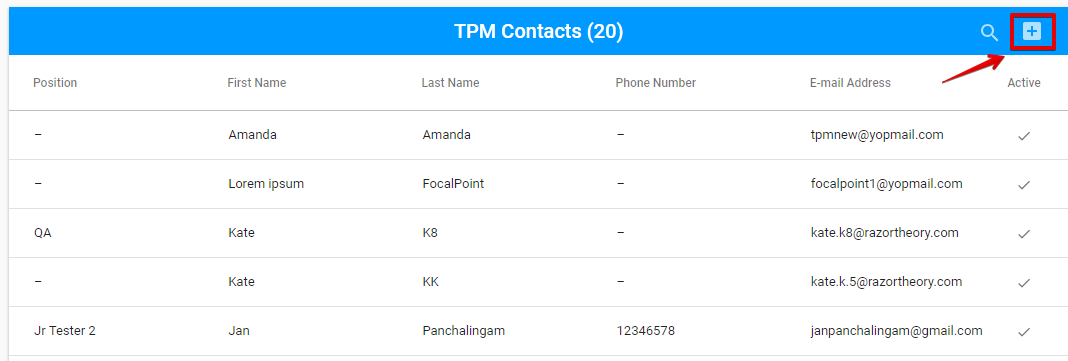 TPM Contacts (20)
Position First Name Last Name Phone Number E-mail Address Active
– Amanda Amanda – tpmnew@yopmail.com
– Lorem ipsum FocalPoint – focalpoint1@yopmail.com
QA Kate K8 – kate.k8@razortheory.com
– Kate KK – kate.k.5@razortheory.com
Jr Tester 2 Jan Panchalingam 12346578 janpanchalingam@gmail.com